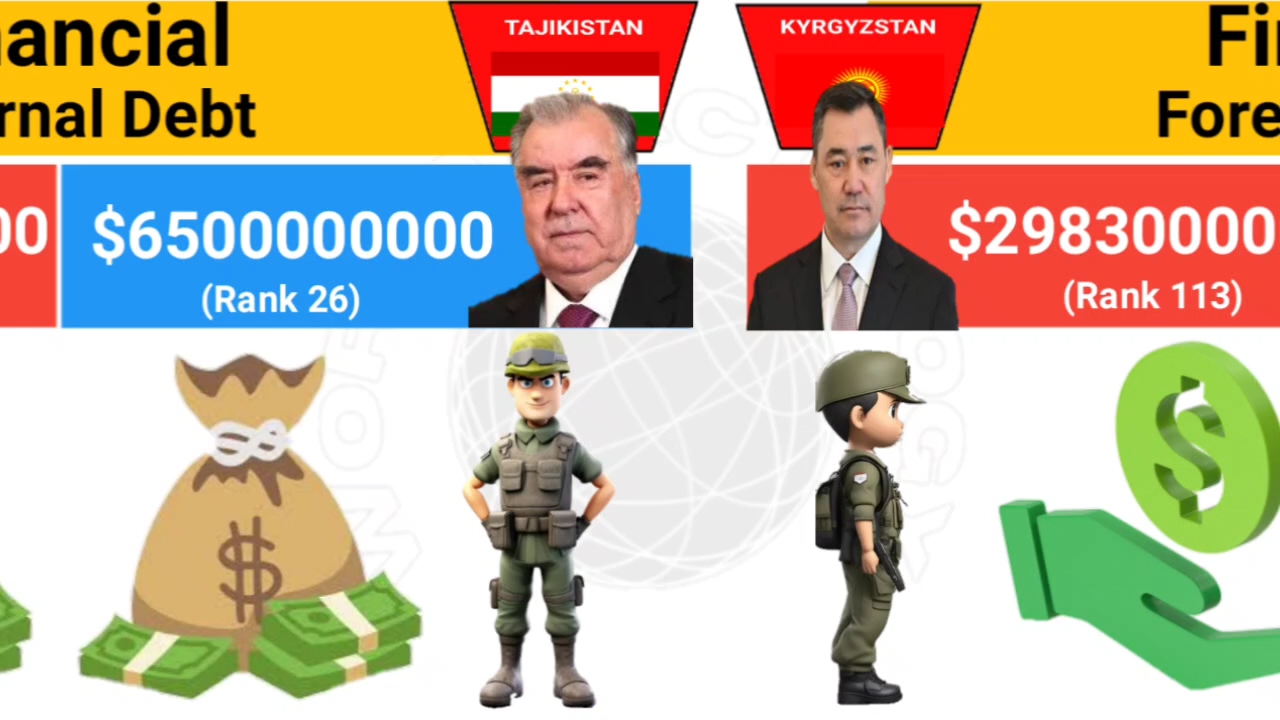 nancial
rnal Debt
TAJIKISTAN
KYRGYZSTAN
Fi
Fore
00
$6500000000
(Rank 26)
$29830000
(Rank 113)
$
$